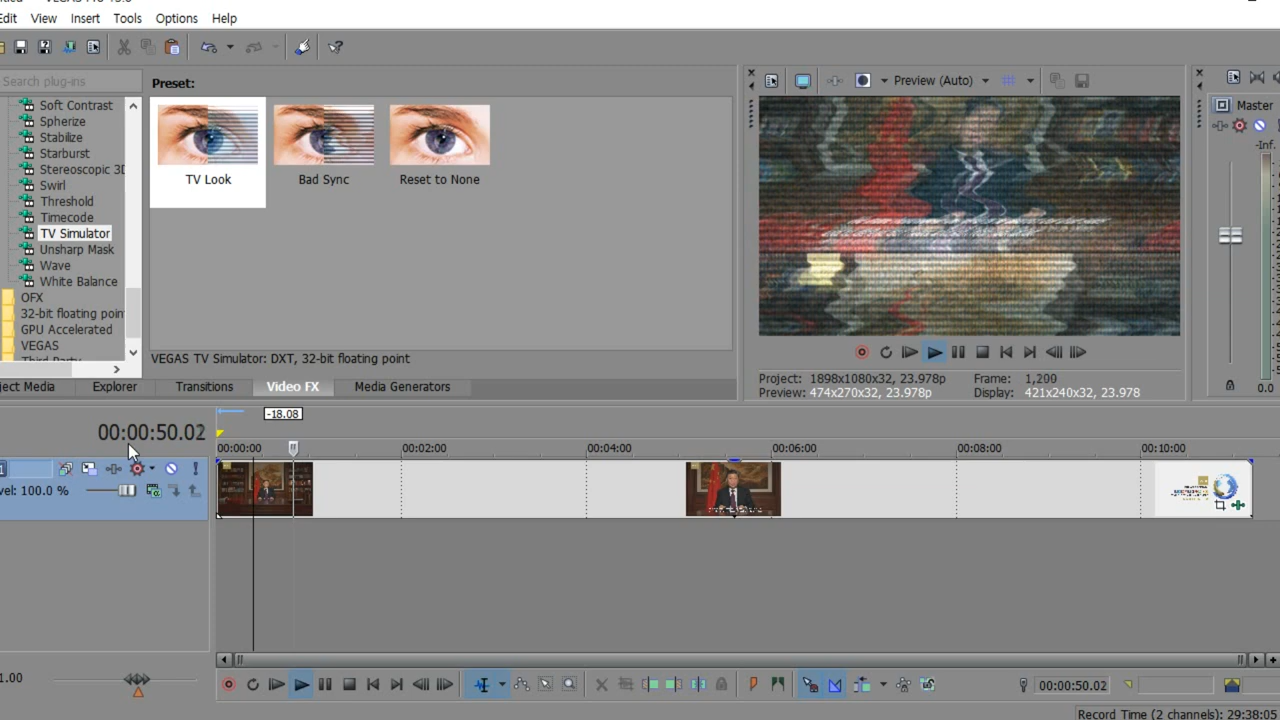 Edit View Insert Tools Options Help
Search plug-ins
Preset:
Preview (Auto)
Master
Soft Contrast
Spherize
Stabilize
Starburst
Stereoscopic 3D
Swirl
Threshold
Timecode
TV Simulator
Unsharp Mask
Wave
White Balance
OFX
32-bit floating poin
GPU Accelerated
VEGAS
TV Look
Bad Sync
Reset to None
-Inf.
VEGAS TV Simulator: DXT, 32-bit floating point
ject Media
Explorer
Transitions
Video FX
Media Generators
Project: 1898x1080x32, 23.978p
Frame: 1,200
Preview: 474x270x32, 23.978p
Display: 421x240x32, 23.978
0.0
-18.08
00:00:50.02
00:00:00
00:02:00
00:04:00
00:06:00
00:08:00
00:10:00
vel: 100.0 %
1.00
00:00:50.02
Record Time (2 channels): 29:38:05